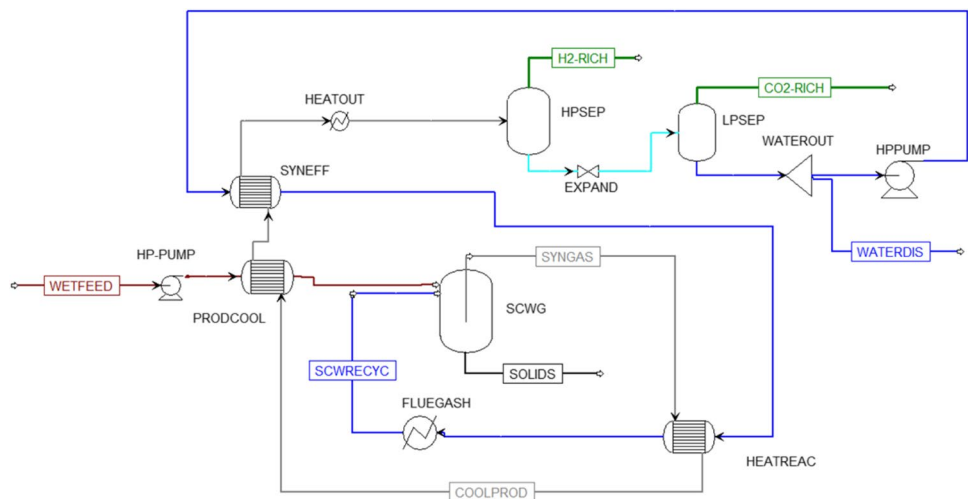 H2-RICH
CO2-RICH
HEATOUT
HPSEP
LPSEP
WATEROUT
HPPUMP
SYNEFF
EXPAND
HP-PUMP
SYNGAS
WATERDIS
WETFEED
PRODCOOL
SCWG
SCWRECYC
SOLIDS
FLUEGASH
HEATREAC
COOLPROD